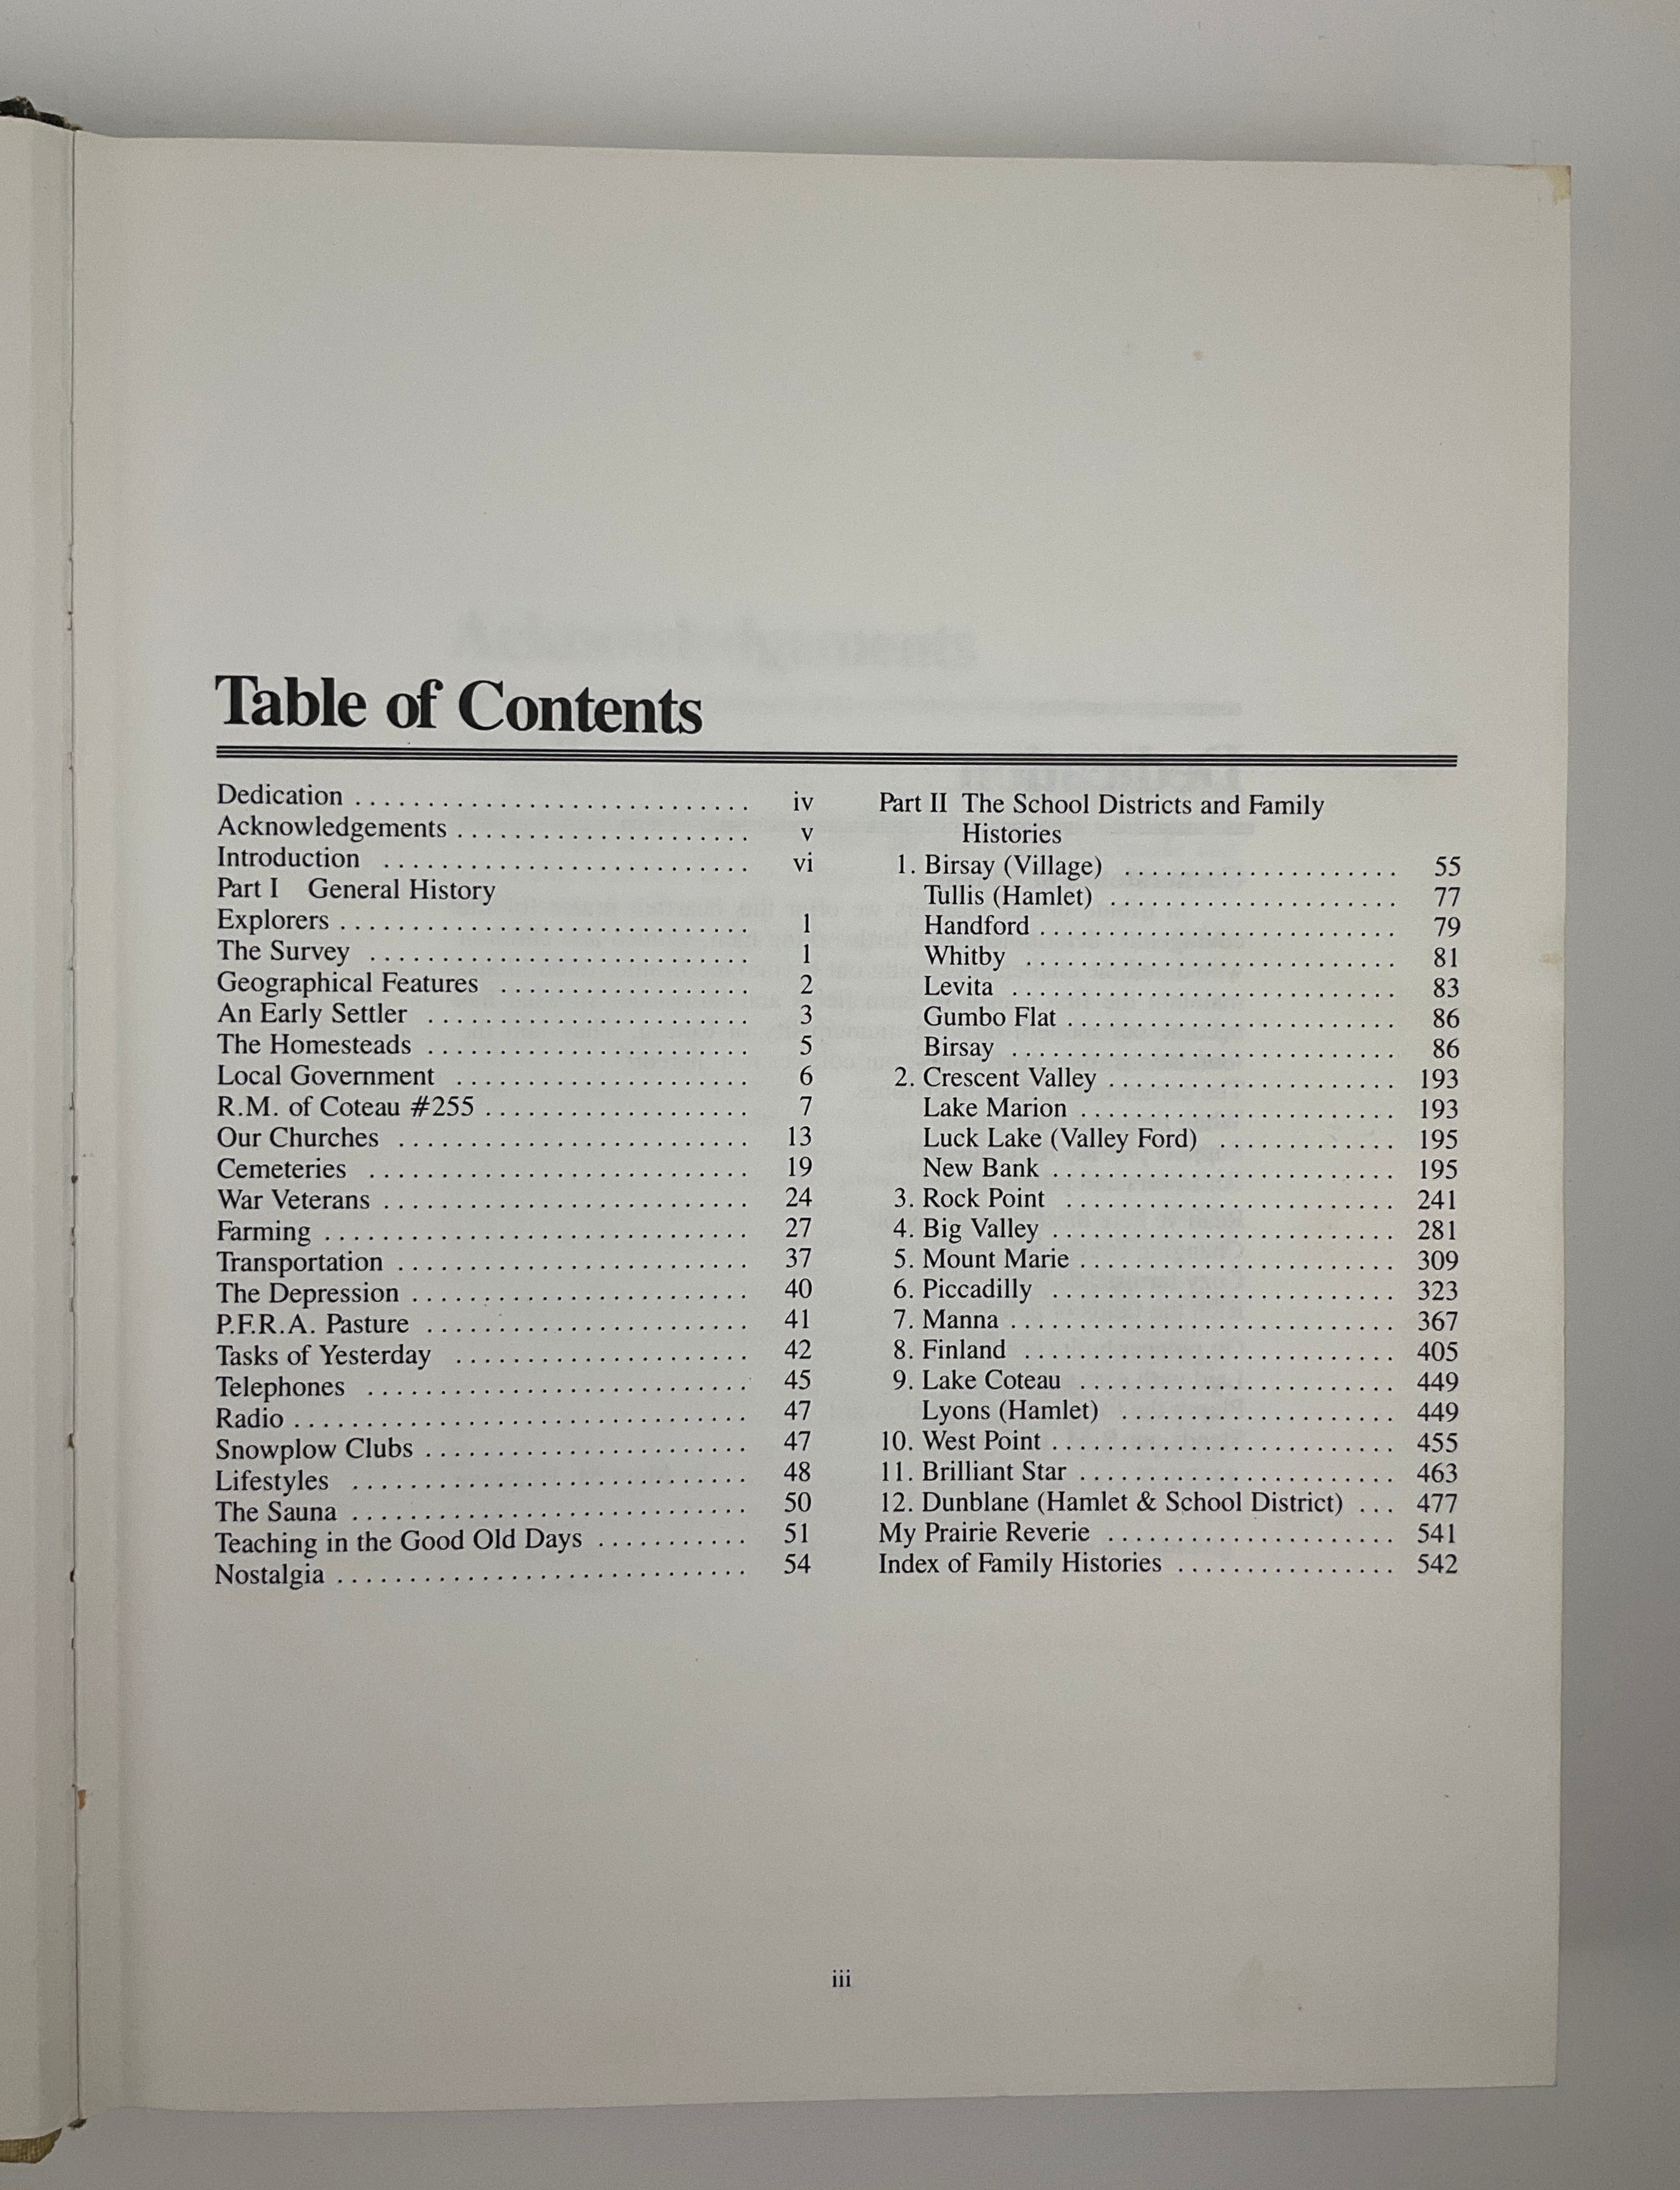 Table of Contents
Dedication ............................ iv
Acknowledgements ..................... v
Introduction .......................... vi
Part I General History
Explorers ............................. 1
The Survey ........................... 1
Geographical Features .................. 2
An Early Settler ....................... 3
The Homesteads ....................... 5
Local Government ..................... 6
R.M. of Coteau #255 ................... 7
Our Churches ......................... 13
Cemeteries ........................... 19
War Veterans .......................... 24
Farming .............................. 27
Transportation ......................... 37
The Depression ........................ 40
P.F.R.A. Pasture ....................... 41
Tasks of Yesterday ..................... 42
Telephones ........................... 45
Radio ................................ 47
Snowplow Clubs ....................... 47
Lifestyles ............................ 48
The Sauna ............................ 50
Teaching in the Good Old Days ........... 51
Nostalgia ............................. 54
Part II The School Districts and Family
Histories
1. Birsay (Village) .................... 55
Tullis (Hamlet) ..................... 77
Handford .......................... 79
Whitby ........................... 81
Levita ............................ 83
Gumbo Flat ........................ 86
Birsay ............................ 86
2. Crescent Valley ..................... 193
Lake Marion ....................... 193
Luck Lake (Valley Ford) ............. 195
New Bank ......................... 195
3. Rock Point ........................ 241
4. Big Valley ......................... 281
5. Mount Marie ....................... 309
6. Piccadilly ......................... 323
7. Manna ............................ 367
8. Finland ........................... 405
9. Lake Coteau ....................... 449
Lyons (Hamlet) .................... 449
10. West Point ......................... 455
11. Brilliant Star ....................... 463
12. Dunblane (Hamlet & School District) ... 477
My Prairie Reverie ..................... 541
Index of Family Histories ................ 542
iii